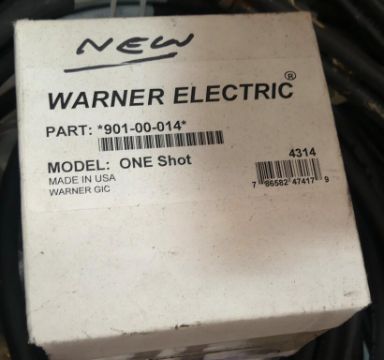 NEW
WARNER ELECTRIC®
PART: *901-00-014*
MODEL: ONE Shot
MADE IN USA
WARNER GIC
4314
7 86582 47417 9